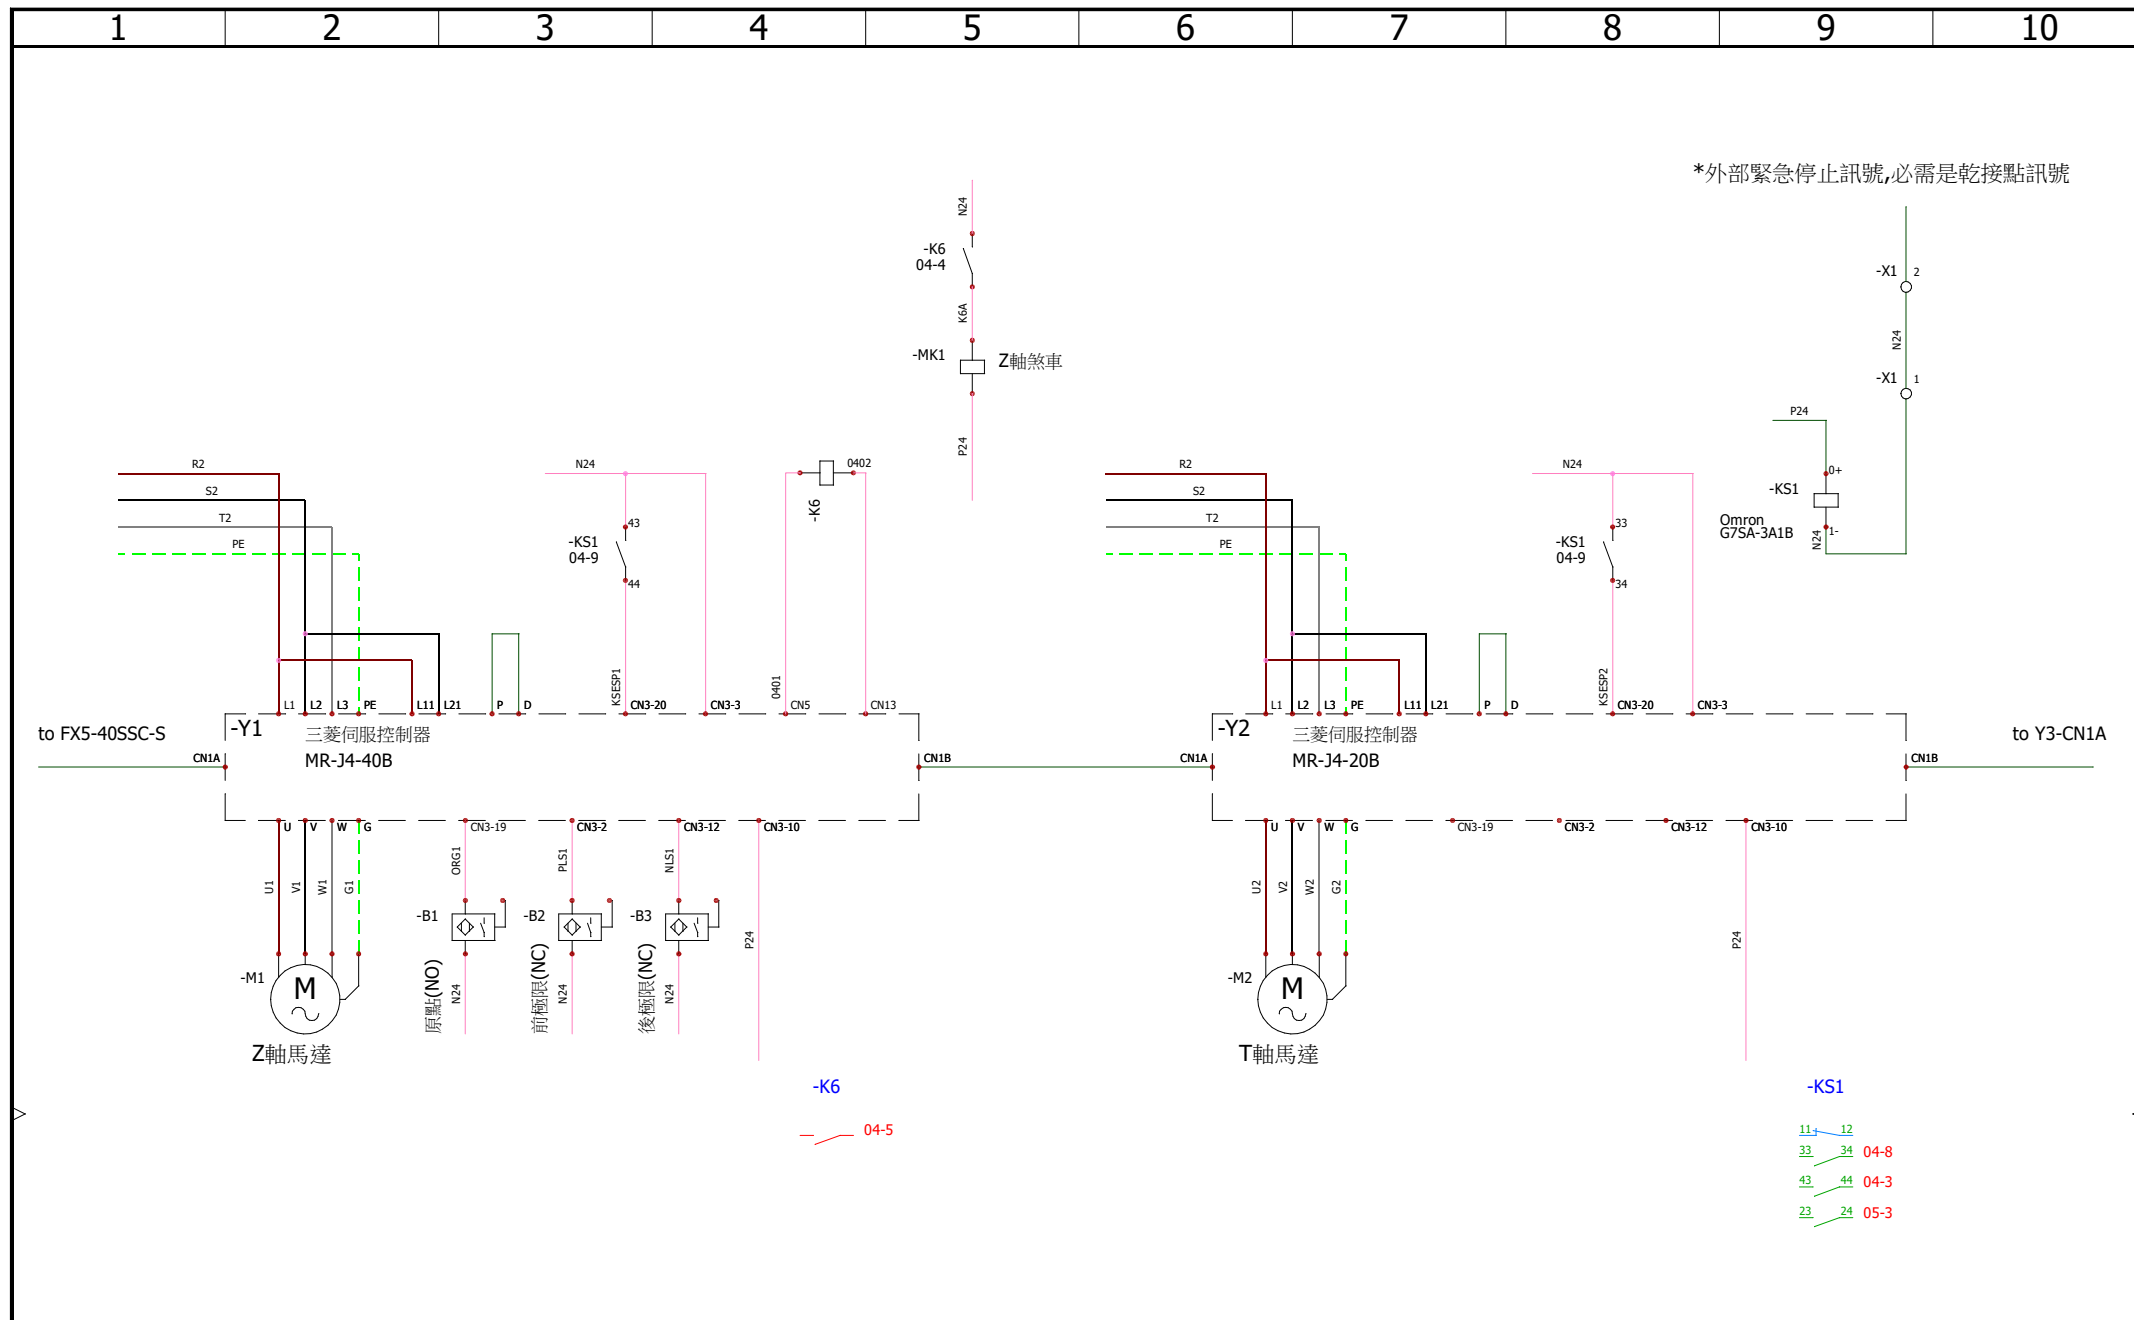 1 2 3 4 5 6 7 8 9 10
*外部緊急停止訊號,必需是乾接點訊號
N24
-K6
04-4
K6A
-MK1
Z軸煞車
P24
-X1 2
N24
-X1 1
P24
0+
-KS1
Omron
G7SA-3A1B
1-
N24
R2
S2
T2
PE
N24
43
-KS1
04-9
44
KSESP1
0402
-K6
0401
R2
S2
T2
PE
N24
33
-KS1
04-9
34
KSESP2
L1 L2 L3 PE L11 L21 P D CN3-20 CN3-3 CN5 CN13
to FX5-40SSC-S
CN1A
-Y1
三菱伺服控制器
MR-J4-40B
CN1B
L1 L2 L3 PE L11 L21 P D CN3-20 CN3-3
CN1A
-Y2
三菱伺服控制器
MR-J4-20B
CN1B
to Y3-CN1A
U V W G CN3-19 CN3-2 CN3-12 CN3-10
U1 V1 W1 G1
ORG1
PLS1
NLS1
-B1
-B2
-B3
P24
-M1
M
Z軸馬達
原點(NO)
N24
前極限(NC)
N24
後極限(NC)
N24
U V W G CN3-19 CN3-2 CN3-12 CN3-10
U2 V2 W2 G2
P24
-M2
M
T軸馬達
-K6
04-5
-KS1
11 12
33 34 04-8
43 44 04-3
23 24 05-3